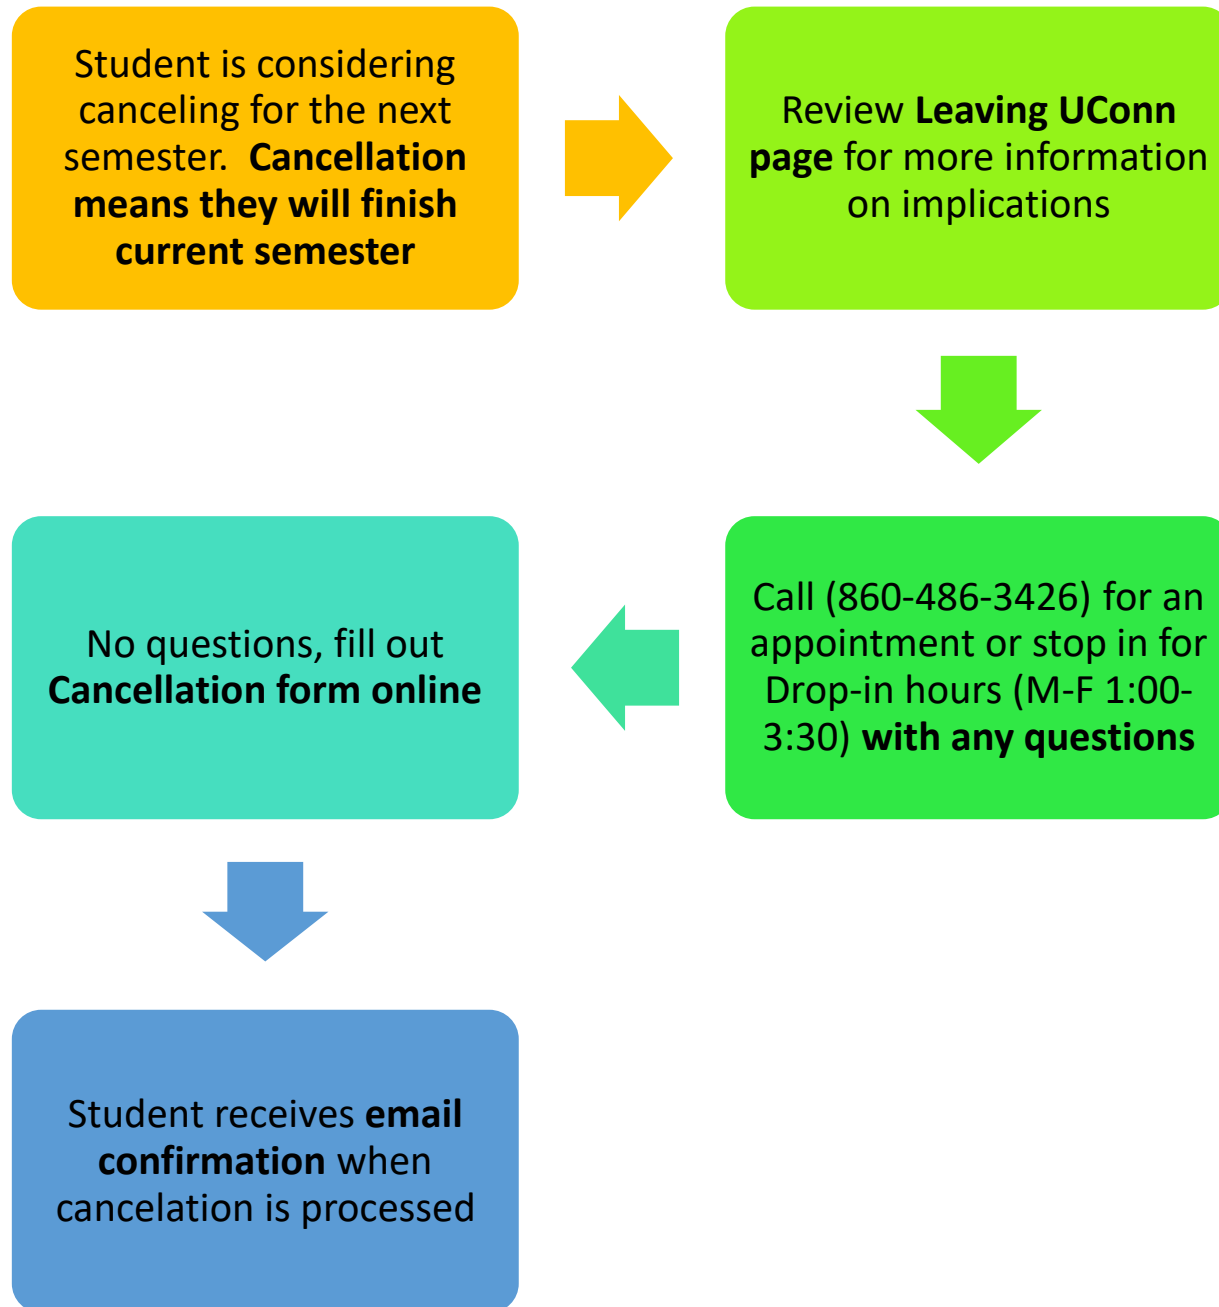 Student is considering
canceling for the next
semester.  Cancellation
means they will finish
current semester
Review Leaving UConn
page for more information
on implications
Call (860-486-3426) for an
appointment or stop in for
Drop-in hours (M-F 1:00-
3:30) with any questions
No questions, fill out
Cancellation form online
Student receives email
confirmation when
cancelation is processed